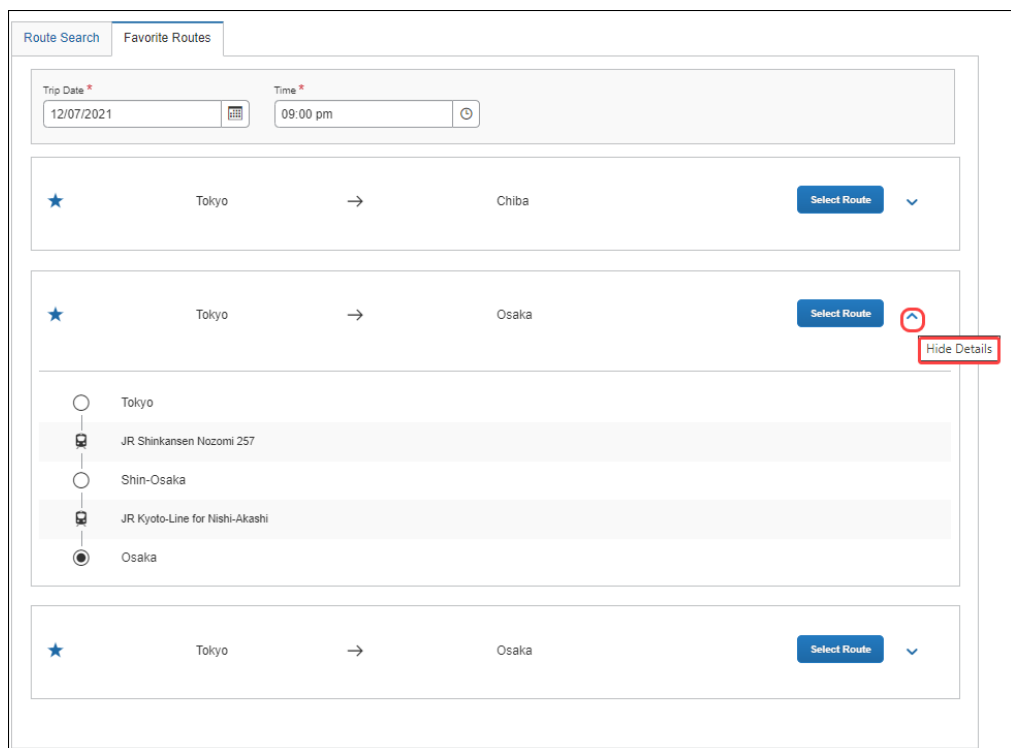 Route Search Favorite Routes
Trip Date * Time *
12/07/2021 09:00 pm
Tokyo → Chiba Select Route
Tokyo → Osaka Select Route
Hide Details
Tokyo
JR Shinkansen Nozomi 257
Shin-Osaka
JR Kyoto-Line for Nishi-Akashi
Osaka
Tokyo → Osaka Select Route